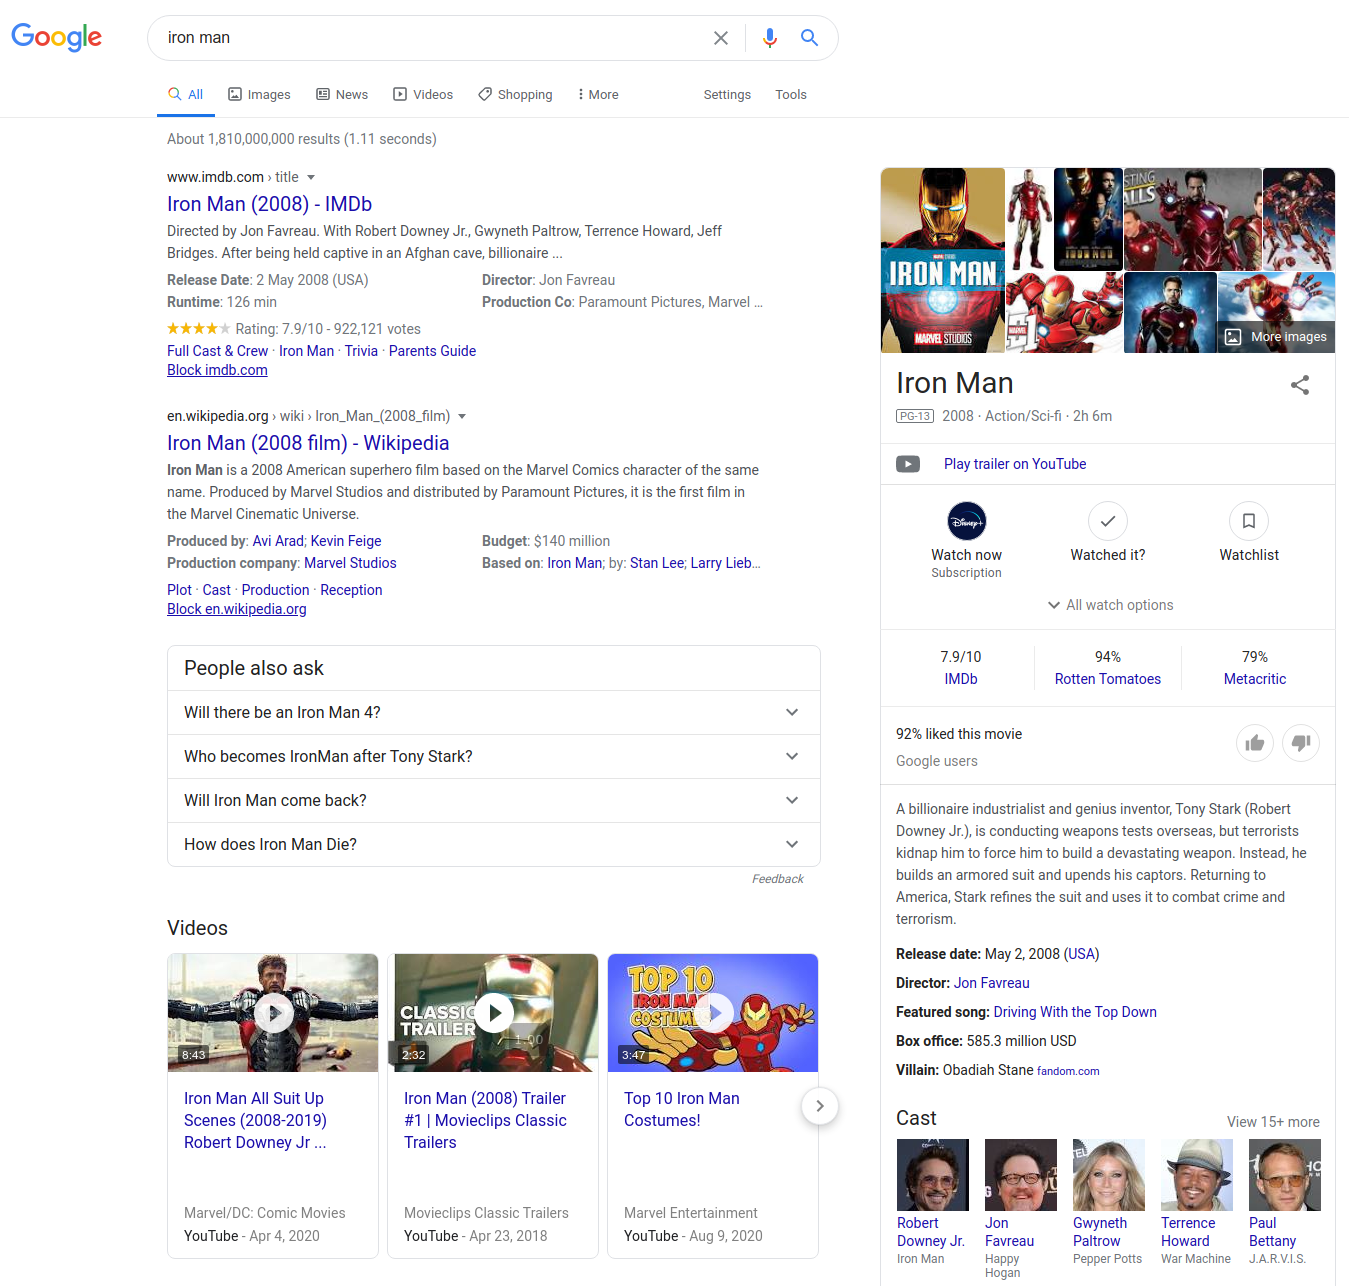 Google
iron man
All
Images
News
Videos
Shopping
More
Settings
Tools
About 1,810,000,000 results (1.11 seconds)
www.imdb.com › title
Iron Man (2008) - IMDb
Directed by Jon Favreau. With Robert Downey Jr., Gwyneth Paltrow, Terrence Howard, Jeff
Bridges. After being held captive in an Afghan cave, billionaire ...
Release Date: 2 May 2008 (USA)
Director: Jon Favreau
Runtime: 126 min
Production Co: Paramount Pictures, Marvel ...
Rating: 7.9/10 - 922,121 votes
Full Cast & Crew · Iron Man · Trivia · Parents Guide
Block imdb.com
en.wikipedia.org › wiki › Iron_Man_(2008_film)
Iron Man (2008 film) - Wikipedia
Iron Man is a 2008 American superhero film based on the Marvel Comics character of the same
name. Produced by Marvel Studios and distributed by Paramount Pictures, it is the first film in
the Marvel Cinematic Universe.
Produced by: Avi Arad; Kevin Feige
Budget: $140 million
Production company: Marvel Studios
Based on: Iron Man; by: Stan Lee; Larry Lieb...
Plot · Cast · Production · Reception
Block en.wikipedia.org
People also ask
Will there be an Iron Man 4?
Who becomes IronMan after Tony Stark?
Will Iron Man come back?
How does Iron Man Die?
Feedback
Videos
8:43
Iron Man All Suit Up
Scenes (2008-2019)
Robert Downey Jr ...
Marvel/DC: Comic Movies
YouTube - Apr 4, 2020
CLASSIC
TRAILER
1:00
2:32
Iron Man (2008) Trailer
#1 | Movieclips Classic
Trailers
Movieclips Classic Trailers
YouTube - Apr 23, 2018
TOP 10
IRON MAN
COSTUMES
3:47
Top 10 Iron Man
Costumes!
Marvel Entertainment
YouTube - Aug 9, 2020
IRON MAN
MARVEL STUDIOS
IRON MAN
MARVEL
More images
Iron Man
PG-13
2008 · Action/Sci-fi · 2h 6m
Play trailer on YouTube
Disney+
Watch now
Subscription
Watched it?
Watchlist
All watch options
7.9/10
IMDb
94%
Rotten Tomatoes
79%
Metacritic
92% liked this movie
Google users
A billionaire industrialist and genius inventor, Tony Stark (Robert
Downey Jr.), is conducting weapons tests overseas, but terrorists
kidnap him to force him to build a devastating weapon. Instead, he
builds an armored suit and upends his captors. Returning to
America, Stark refines the suit and uses it to combat crime and
terrorism.
Release date: May 2, 2008 (USA)
Director: Jon Favreau
Featured song: Driving With the Top Down
Box office: 585.3 million USD
Villain: Obadiah Stane fandom.com
Cast
View 15+ more
Robert
Downey Jr.
Iron Man
Jon
Favreau
Happy
Hogan
Gwyneth
Paltrow
Pepper Potts
Terrence
Howard
War Machine
Paul
Bettany
J.A.R.V.I.S.